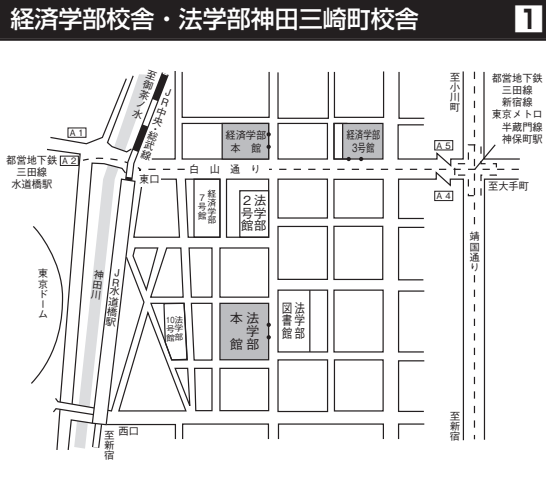 経済学部校舎・法学部神田三崎町校舎
1
至御茶ノ水
JR中央・総武線
至小川町
都営地下鉄
三田線
新宿線
東京メトロ
半蔵門線
神保町駅
A1
経済学部
本館
経済学部
3号館
A5
都営地下鉄
三田線
水道橋駅
A2
白山通り
東口
至大手町
A4
経済学部
7号館
法学部
2号館
靖国通り
東京ドーム
神田川
JR水道橋駅
法学部
10号館
法学部
本館
法学部
図書館
西口
至新宿
至新宿